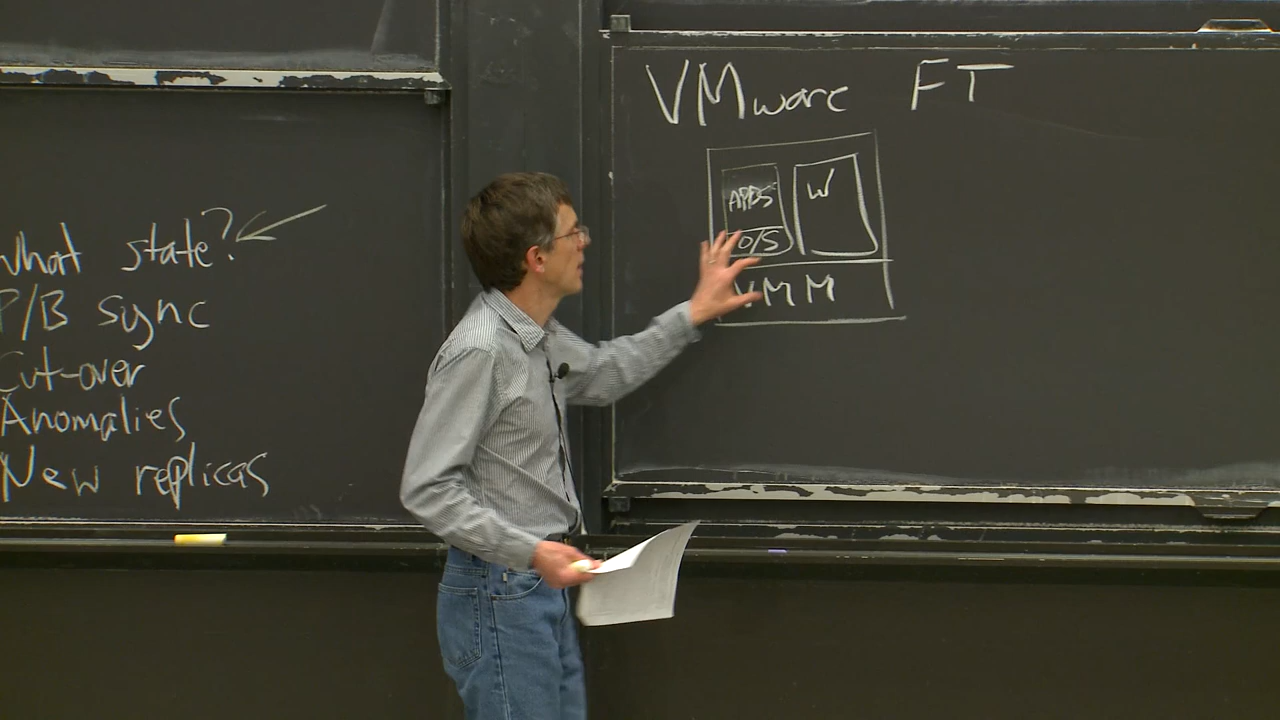 What state?
P/B sync
Cut-over
Anomalies
New replicas
VMware FT
APPS
W
O/S
VMM